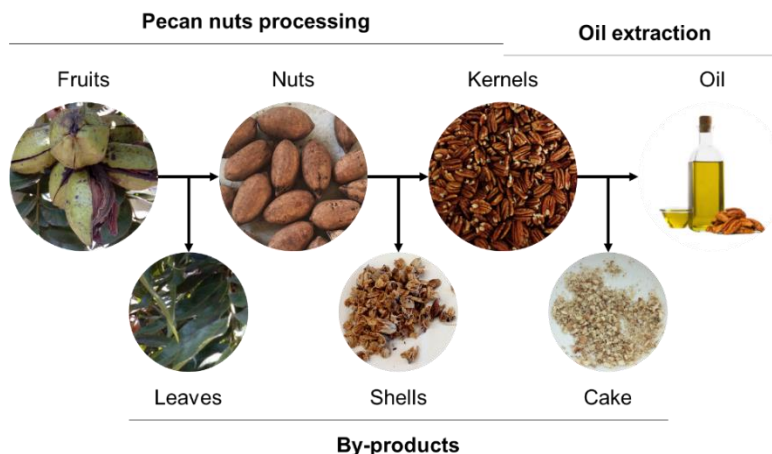 Pecan nuts processing
Oil extraction
Fruits
Nuts
Kernels
Oil
Leaves
Shells
Cake
By-products